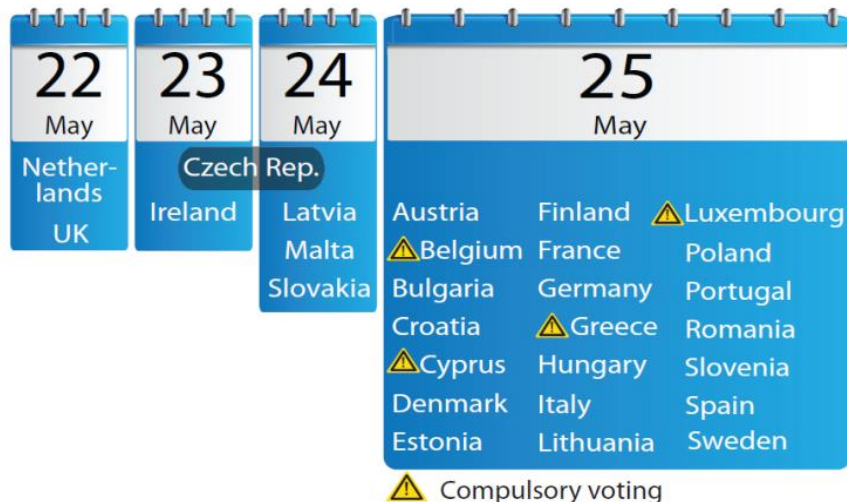 22
May
Nether-
lands
UK
23
May
24
May
Czech Rep.
Ireland
Latvia
Malta
Slovakia
25
May
Austria
Belgium
Bulgaria
Croatia
Cyprus
Denmark
Estonia
Finland
France
Germany
Greece
Hungary
Italy
Lithuania
Luxembourg
Poland
Portugal
Romania
Slovenia
Spain
Sweden
Compulsory voting